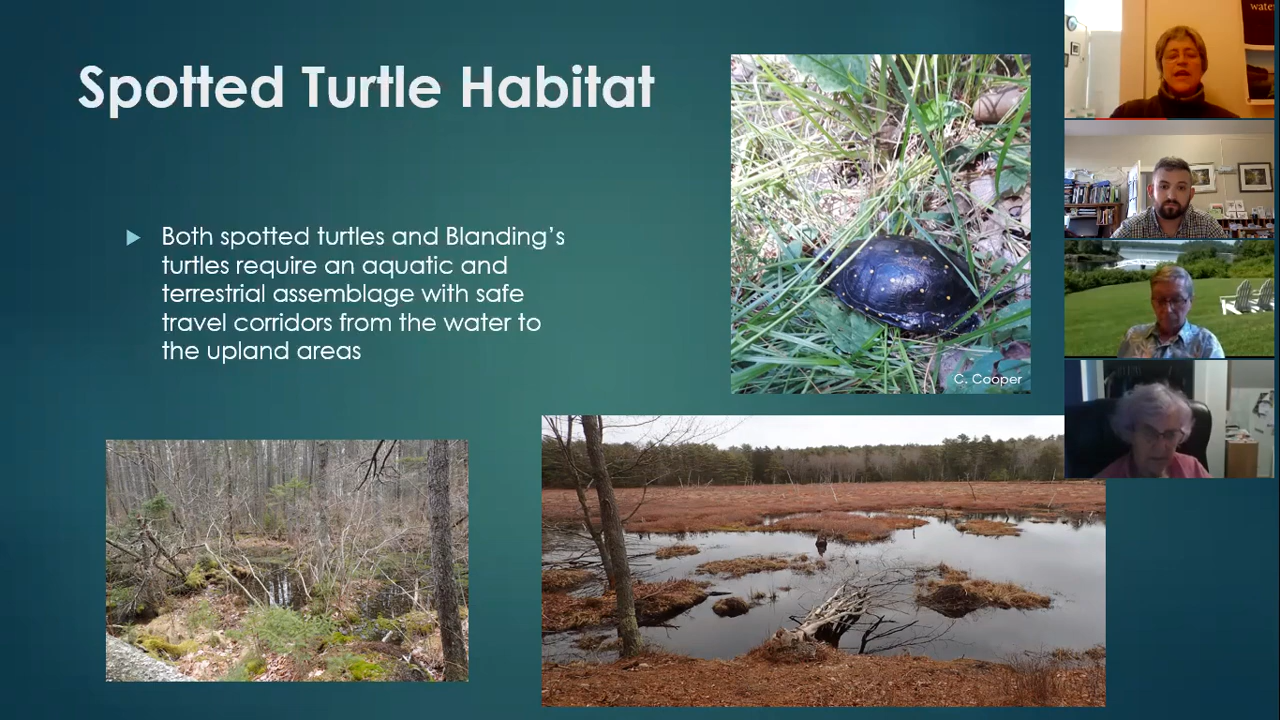 Spotted Turtle Habitat
Both spotted turtles and Blanding’s
turtles require an aquatic and
terrestrial assemblage with safe
travel corridors from the water to
the upland areas
C. Cooper
water